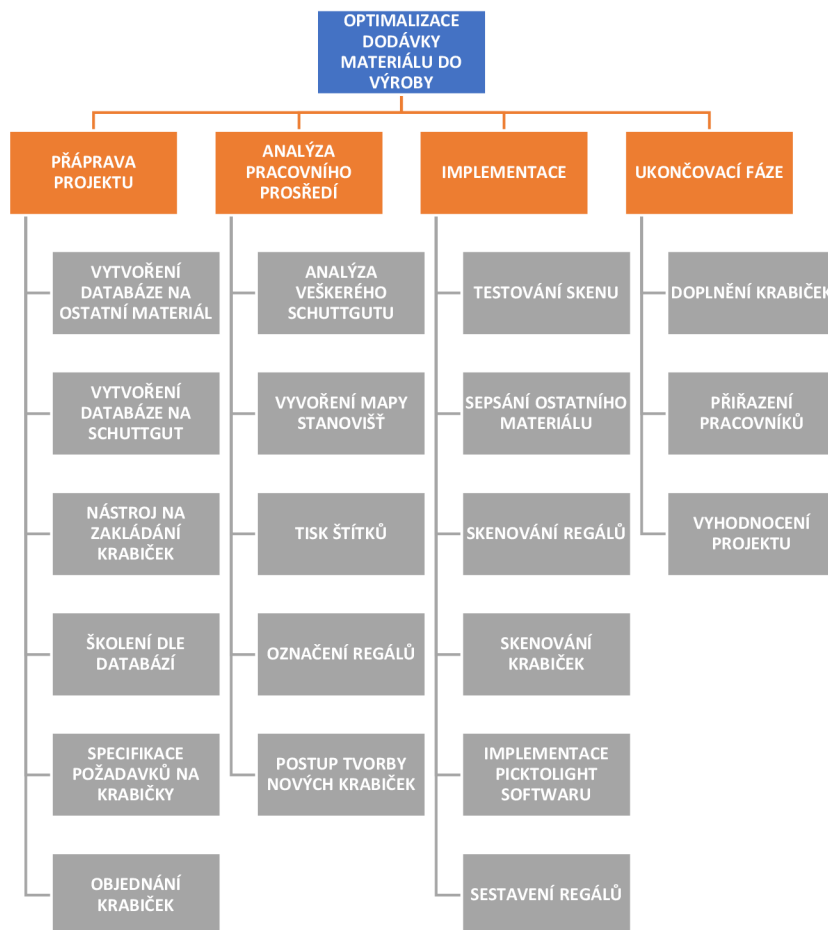 OPTIMALIZACE
DODÁVKY
MATERIÁLU DO
VÝROBY
PŘÁPRAVA
PROJEKTU
VYTVOŘENÍ
DATABÁZE NA
OSTATNÍ MATERIÁL
VYTVOŘENÍ
DATABÁZE NA
SCHUTTGUT
NÁSTROJ NA
ZAKLÁDÁNÍ
KRABIČEK
ŠKOLENÍ DLE
DATABÁZÍ
SPECIFIKACE
POŽADAVKŮ NA
KRABIČKY
OBJEDNÁNÍ
KRABIČEK
ANALÝZA
PRACOVNÍHO
PROSŘEDÍ
ANALÝZA
VEŠKERÉHO
SCHUTTGUTU
VYVOŘENÍ MAPY
STANOVIŠŤ
TISK ŠTÍTKŮ
OZNAČENÍ REGÁLŮ
POSTUP TVORBY
NOVÝCH KRABIČEK
IMPLEMENTACE
TESTOVÁNÍ SKENU
SEPSÁNÍ OSTATNÍHO
MATERIÁLU
SKENOVÁNÍ REGÁLŮ
SKENOVÁNÍ
KRABIČEK
IMPLEMENTACE
PICKTOLIGHT
SOFTWARU
SESTAVENÍ REGÁLŮ
UKONČOVACÍ FÁZE
DOPLNĚNÍ KRABIČEK
PŘIŘAZENÍ
PRACOVNÍKŮ
VYHODNOCENÍ
PROJEKTU